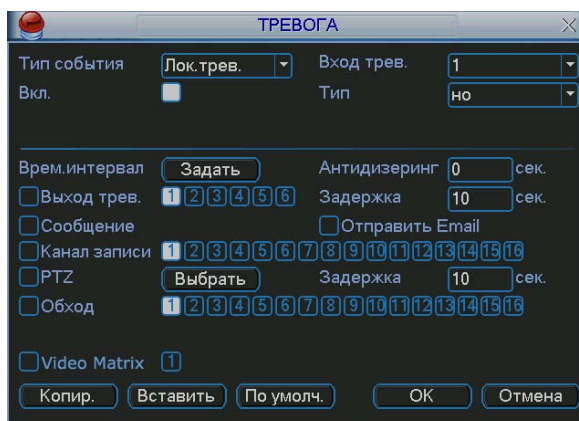 ТРЕВОГА
Тип события Лок.трев. Вход трев. 1
Вкл. Тип но
Врем.интервал Задать Антидизеринг 0 сек.
Выход трев. 1 2 3 4 5 6 Задержка 10 сек.
Сообщение Отправить Email
Канал записи 1 2 3 4 5 6 7 8 9 10 11 12 13 14 15 16
PTZ Выбрать Задержка 10 сек.
Обход 1 2 3 4 5 6 7 8 9 10 11 12 13 14 15 16
Video Matrix 1
Копир. Вставить По умолч. OK Отмена